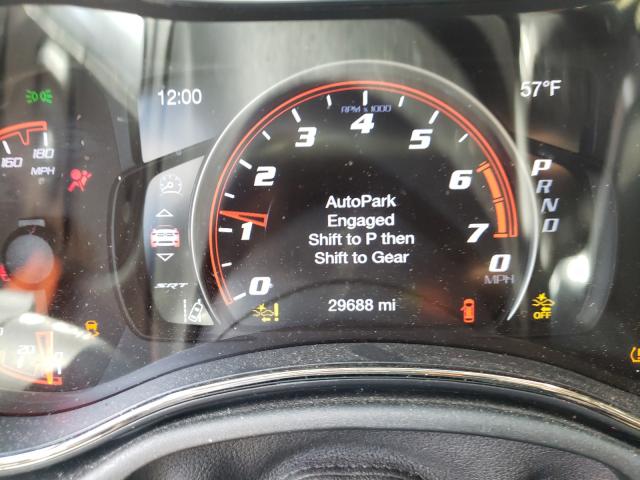 12:00
57°F
RPM x 1000
0
1
2
3
4
5
6
7
160
180
MPH
AutoPark
Engaged
Shift to P then
Shift to Gear
P
R
N
D
0
MPH
SRT
29688 mi
OFF
20